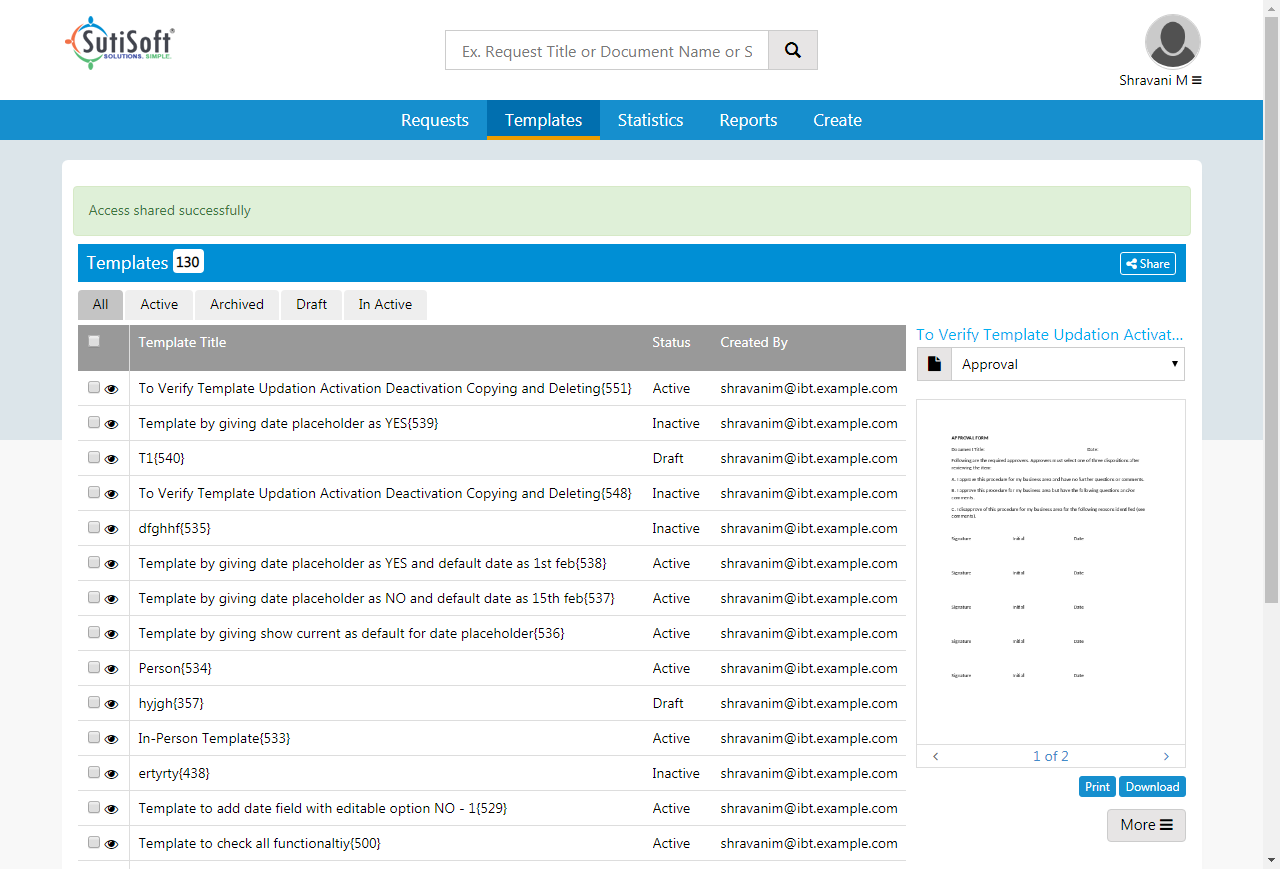 SutiSoft®
SOLUTIONS. SIMPLE.
Ex. Request Title or Document Name or S
Shravani M
Requests Templates Statistics Reports Create
Access shared successfully
Templates 130 Share
All Active Archived Draft In Active
Template Title Status Created By
To Verify Template Updation Activation Deactivation Copying and Deleting{551} Active shravanim@ibt.example.com
Template by giving date placeholder as YES{539} Inactive shravanim@ibt.example.com
T1{540} Draft shravanim@ibt.example.com
To Verify Template Updation Activation Deactivation Copying and Deleting{548} Inactive shravanim@ibt.example.com
dfghhf{535} Inactive shravanim@ibt.example.com
Template by giving date placeholder as YES and default date as 1st feb{538} Active shravanim@ibt.example.com
Template by giving date placeholder as NO and default date as 15th feb{537} Active shravanim@ibt.example.com
Template by giving show current as default for date placeholder{536} Active shravanim@ibt.example.com
Person{534} Active shravanim@ibt.example.com
hyjgh{357} Draft shravanim@ibt.example.com
In-Person Template{533} Active shravanim@ibt.example.com
ertyrty{438} Inactive shravanim@ibt.example.com
Template to add date field with editable option NO - 1{529} Active shravanim@ibt.example.com
Template to check all functionaltiy{500} Active shravanim@ibt.example.com
To Verify Template Updation Activat...
Approval
APPROVAL FORM
Document Title: Date:
Following are the required approvers. Approvers must select one of three dispositions after
reviewing the item:
A. I approve this procedure for my business area and have no further questions or comments.
B. I approve this procedure for my business area but have the following questions and/or
comments.
C. I disapprove of this procedure for my business area for the following reasons identified (see
comments).
Signature Initial Date
Signature Initial Date
Signature Initial Date
Signature Initial Date
Signature Initial Date
1 of 2
Print Download
More